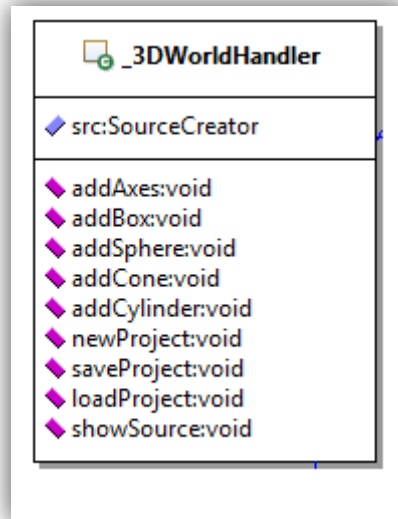 _3DWorldHandler
src:SourceCreator
addAxes:void
addBox:void
addSphere:void
addCone:void
addCylinder:void
newProject:void
saveProject:void
loadProject:void
showSource:void